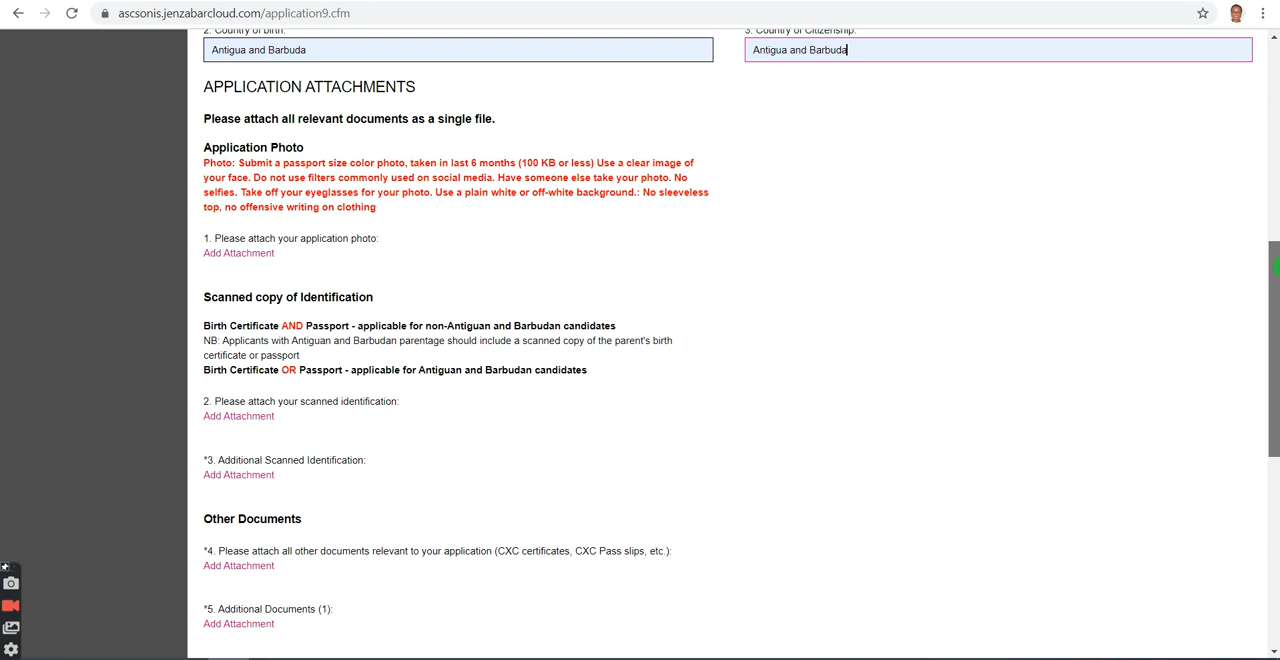 ascsonis.jenzabarcloud.com/application9.cfm
2. Country of birth:
3. Country of Citizenship:
Antigua and Barbuda
Antigua and Barbuda
APPLICATION ATTACHMENTS
Please attach all relevant documents as a single file.
Application Photo
Photo: Submit a passport size color photo, taken in last 6 months (100 KB or less) Use a clear image of
your face. Do not use filters commonly used on social media. Have someone else take your photo. No
selfies. Take off your eyeglasses for your photo. Use a plain white or off-white background.: No sleeveless
top, no offensive writing on clothing
1. Please attach your application photo:
Add Attachment
Scanned copy of Identification
Birth Certificate AND Passport - applicable for non-Antiguan and Barbudan candidates
NB: Applicants with Antiguan and Barbudan parentage should include a scanned copy of the parent's birth
certificate or passport
Birth Certificate OR Passport - applicable for Antiguan and Barbudan candidates
2. Please attach your scanned identification:
Add Attachment
*3. Additional Scanned Identification:
Add Attachment
Other Documents
*4. Please attach all other documents relevant to your application (CXC certificates, CXC Pass slips, etc.):
Add Attachment
*5. Additional Documents (1):
Add Attachment